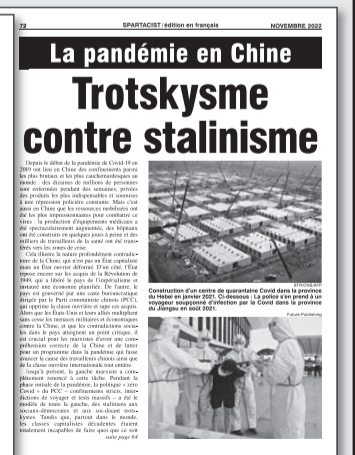 72
SPARTACIST/édition en français
NOVEMBRE 2022
La pandémie en Chine
Trotskysme
contre stalinisme
Depuis le début de la pandémie de Covid-19 en
2019 ont lieu en Chine des confinements parmi
les plus brutaux et les plus cauchemardesques au
monde : des dizaines de millions de personnes
sont enfermées pendant des semaines, privées
des produits les plus indispensables et soumises
à une répression policière constante. Mais c'est
aussi en Chine que les ressources mobilisées ont
été les plus impressionnantes pour combattre ce
virus : la production d'équipements médicaux a
été spectaculairement augmentée, des hôpitaux
ont été construits en quelques jours à peine et des
milliers de travailleurs de la santé ont été trans-
férés vers les zones de crise.
Cela illustre la nature profondément contradic-
toire de la Chine, qui n'est pas un État capitaliste
mais un État ouvrier déformé. D'un côté, l'État
repose encore sur les acquis de la Révolution de
1949, qui a libéré le pays de l'impérialisme et
instauré une économie planifiée. De l'autre, le
pays est gouverné par une caste bureaucratique
dirigée par le Parti communiste chinois (PCC),
qui opprime la classe ouvrière et sape ces acquis.
Alors que les États-Unis et leurs alliés multiplient
sans cesse les menaces militaires et économiques
contre la Chine, et que les contradictions socia-
les dans le pays atteignent un point critique, il
est crucial pour les marxistes d'avoir une com-
préhension correcte de la Chine et de lutter
pour un programme dans la pandémie qui fasse
avancer la cause des travailleurs chinois ainsi que
de la classe ouvrière internationale tout entière.
Jusqu'à présent, la gauche marxiste a com-
plètement renoncé à cette tâche. Pendant la
phase initiale de la pandémie, la politique « zéro
Covid » du PCC – confinements stricts, inter-
dictions de voyager et tests massifs – a été le
modèle de toute la gauche, des staliniens aux
sociaux-démocrates et aux soi-disant trots-
kystes. Tandis que, partout dans le monde,
les classes capitalistes décadentes étaient
totalement incapables de faire quoi que ce soit
suite page 64
STR/CNS/AFP
Construction d'un centre de quarantaine Covid dans la province
du Hebei en janvier 2021. Ci-dessous : La police s'en prend à un
voyageur soupçonné d'infection par la Covid dans la province
du Jiangsu en août 2021.
Future Publishing